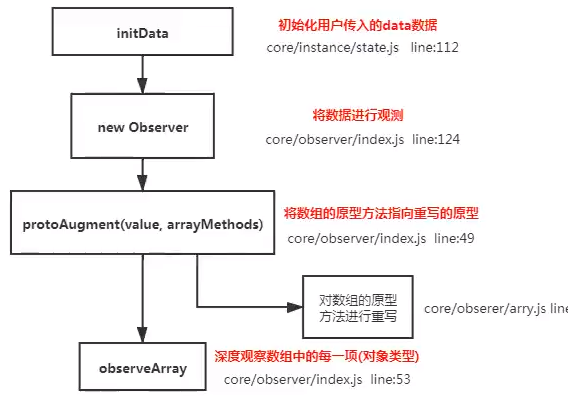 initData
初始化用户传入的data数据
core/instance/state.js line:112
new Observer
将数据进行观测
core/observer/index.js line:124
protoAugment(value, arrayMethods)
将数组的原型方法指向重写的原型
core/observer/index.js line:49
对数组的原型
方法进行重写
core/obserer/arry.js line
observeArray
深度观察数组中的每一项(对象类型)
core/observer/index.js line:53